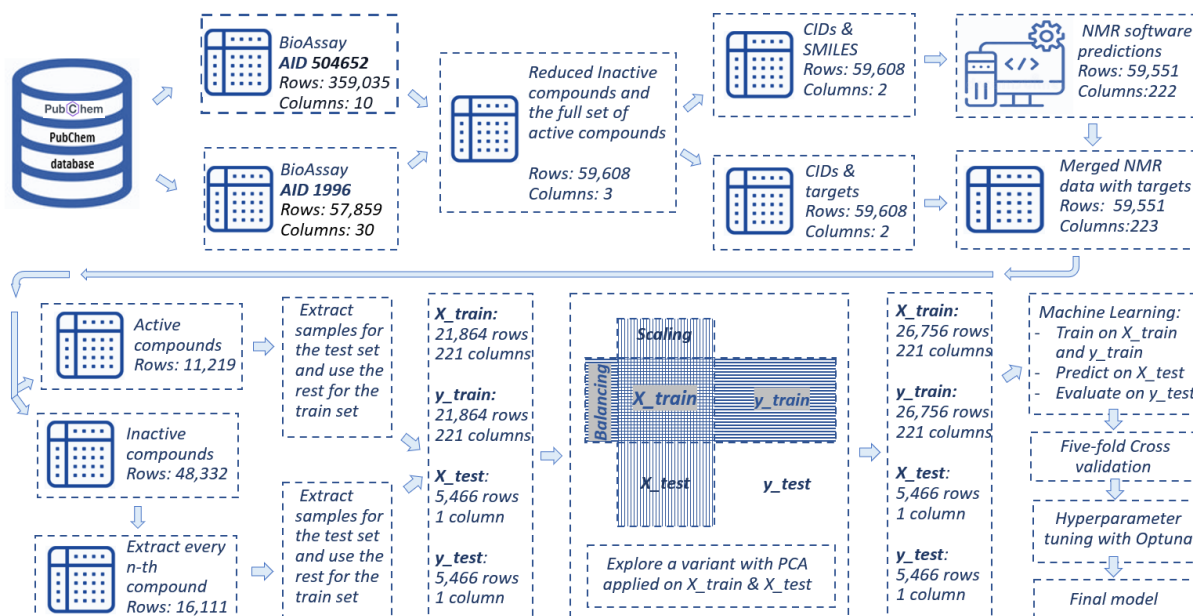 PubChem
PubChem
database
BioAssay
AID 504652
Rows: 359,035
Columns: 10
BioAssay
AID 1996
Rows: 57,859
Columns: 30
Reduced Inactive
compounds and
the full set of
active compounds
Rows: 59,608
Columns: 3
CIDs &
SMILES
Rows: 59,608
Columns: 2
CIDs &
targets
Rows: 59,608
Columns: 2
</>
NMR software
predictions
Rows: 59,551
Columns:222
Merged NMR
data with targets
Rows: 59,551
Columns:223
Active
compounds
Rows: 11,219
Inactive
compounds
Rows: 48,332
Extract every
n-th
compound
Rows: 16,111
Extract
samples for
the test set
and use the
rest for the
train set
Extract
samples for
the test set
and use the
rest for the
train set
X_train:
21,864 rows
221 columns
y_train:
21,864 rows
221 columns
X_test:
5,466 rows
1 column
y_test:
5,466 rows
1 column
Scaling
Balancing
X_train
y_train
X_test
y_test
Explore a variant with PCA
applied on X_train & X_test
X_train:
26,756 rows
221 columns
y_train:
26,756 rows
221 columns
X_test:
5,466 rows
1 column
y_test:
5,466 rows
1 column
Machine Learning:
- Train on X_train
and y_train
- Predict on X_test
- Evaluate on y_test
Five-fold Cross
validation
Hyperparameter
tuning with Optuna
Final model